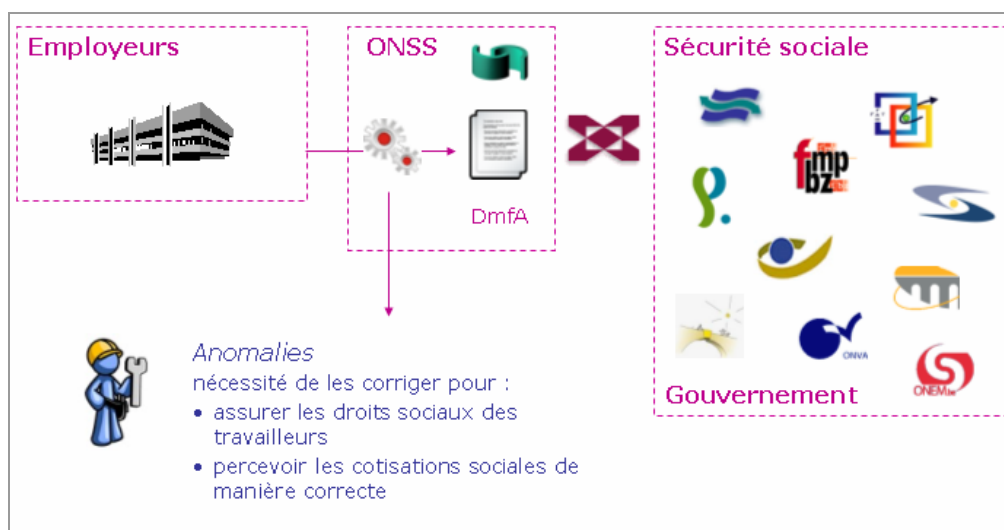 Employeurs
ONSS
DmfA
Sécurité sociale
fmp
bz
ONVA
ONEM.be
Gouvernement
Anomalies
nécessité de les corriger pour :
• assurer les droits sociaux des
travailleurs
• percevoir les cotisations sociales de
manière correcte